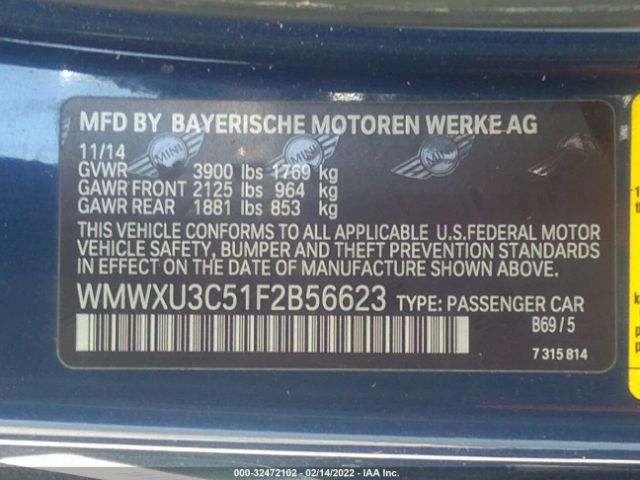 MFD BY BAYERISCHE MOTOREN WERKE AG
11/14
MINI MINI MINI
GVWR 3900 lbs 1769 kg
GAWR FRONT 2125 lbs 964 kg
GAWR REAR 1881 lbs 853 kg
THIS VEHICLE CONFORMS TO ALL APPLICABLE U.S.FEDERAL MOTOR
VEHICLE SAFETY, BUMPER AND THEFT PREVENTION STANDARDS
IN EFFECT ON THE DATE OF MANUFACTURE SHOWN ABOVE.
WMWXU3C51F2B56623 TYPE: PASSENGER CAR
B69/5
7 315 814
000-32472102 - 02/14/2022 - IAA Inc.